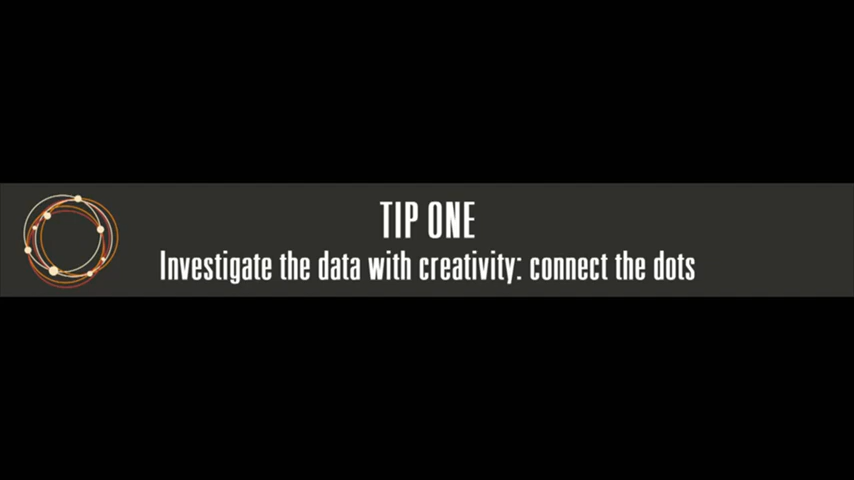 TIP ONE
Investigate the data with creativity: connect the dots